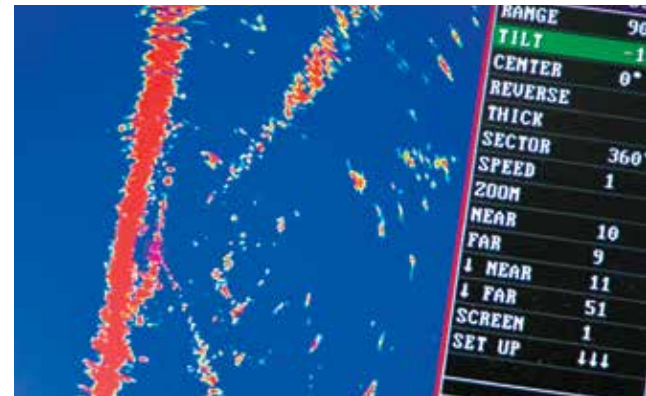 RANGE 90
TILT -1
CENTER 0°
REVERSE
THICK
SECTOR 360°
SPEED 1
ZOOM
NEAR 10
FAR 9
↓ NEAR 11
↓ FAR 51
SCREEN 1
SET UP ↓↓↓